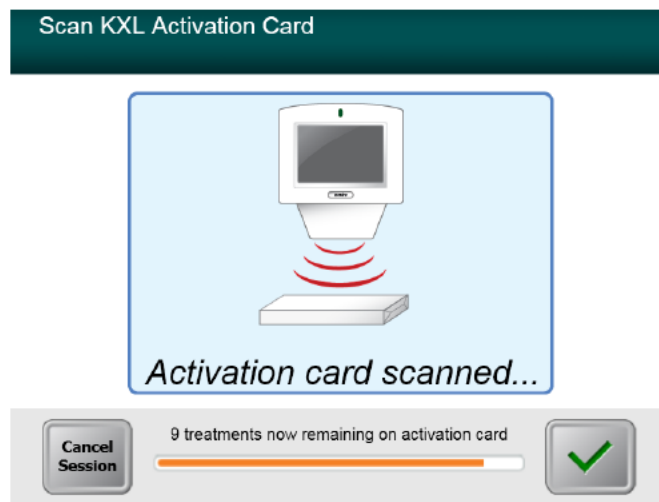 Scan KXL Activation Card
Activation card scanned...
Cancel
Session
9 treatments now remaining on activation card